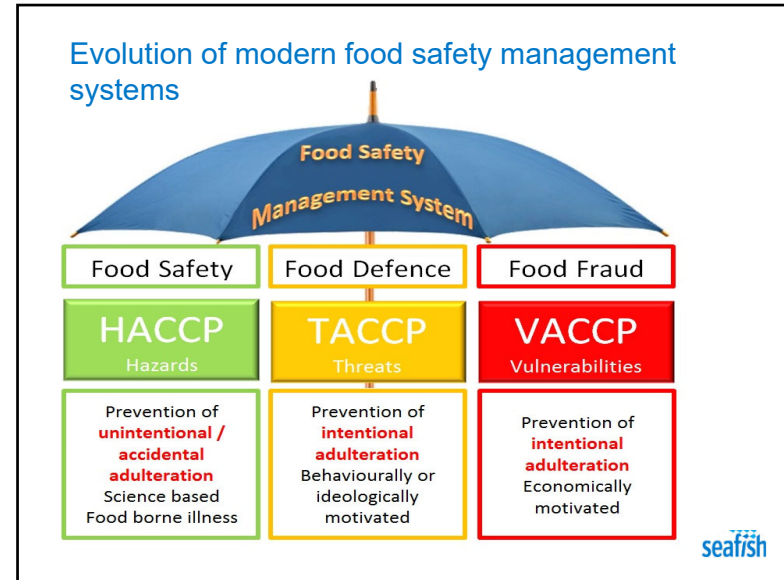 Evolution of modern food safety management
systems
Food Safety
Management System
Food Safety
Food Defence
Food Fraud
HACCP
Hazards
TACCP
Threats
VACCP
Vulnerabilities
Prevention of
unintentional /
accidental
adulteration
Science based
Food borne illness
Prevention of
intentional
adulteration
Behaviourally or
ideologically
motivated
Prevention of
intentional
adulteration
Economically
motivated
seafish